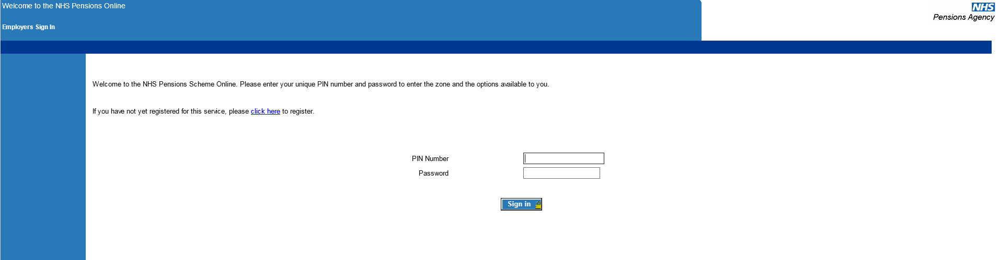 Welcome to the NHS Pensions Online
NHS
Pensions Agency
Employers Sign In
Welcome to the NHS Pensions Scheme Online. Please enter your unique PIN number and password to enter the zone and the options available to you.
If you have not yet registered for this service, please click here to register.
PIN Number
Password
Sign in